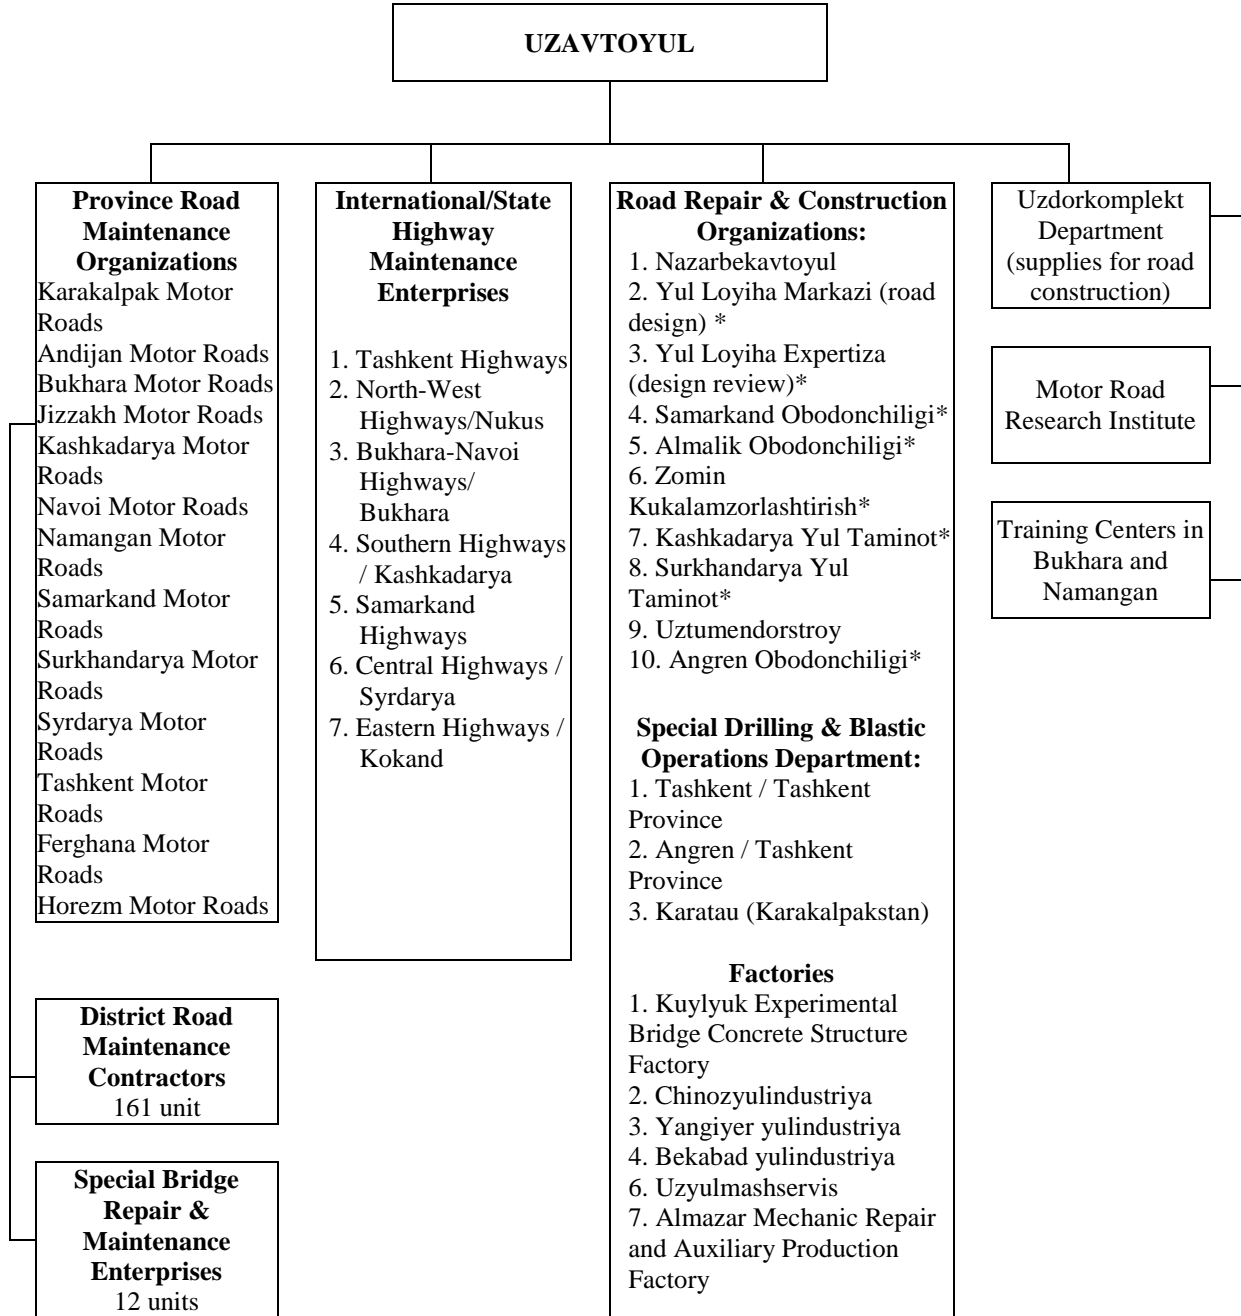 UZAVTOYUL
Province Road
Maintenance
Organizations
Karakalpak Motor
Roads
Andijan Motor Roads
Bukhara Motor Roads
Jizzakh Motor Roads
Kashkadarya Motor
Roads
Navoi Motor Roads
Namangan Motor
Roads
Samarkand Motor
Roads
Surkhandarya Motor
Roads
Syrdarya Motor
Roads
Tashkent Motor
Roads
Ferghana Motor
Roads
Horezm Motor Roads
District Road
Maintenance
Contractors
161 unit
Special Bridge
Repair &
Maintenance
Enterprises
12 units
International/State
Highway
Maintenance
Enterprises
1. Tashkent Highways
2. North-West
Highways/Nukus
3. Bukhara-Navoi
Highways/
Bukhara
4. Southern Highways
/ Kashkadarya
5. Samarkand
Highways
6. Central Highways /
Syrdarya
7. Eastern Highways /
Kokand
Road Repair & Construction
Organizations:
1. Nazarbekavtoyul
2. Yul Loyiha Markazi (road
design) *
3. Yul Loyiha Expertiza
(design review)*
4. Samarkand Obodonchiligi*
5. Almalik Obodonchiligi*
6. Zomin
Kukalamzorlashtirish*
7. Kashkadarya Yul Taminot*
8. Surkhandarya Yul
Taminot*
9. Uztumendorstroy
10. Angren Obodonchiligi*
Special Drilling & Blastic
Operations Department:
1. Tashkent / Tashkent
Province
2. Angren / Tashkent
Province
3. Karatau (Karakalpakstan)
Factories
1. Kuylyuk Experimental
Bridge Concrete Structure
Factory
2. Chinozyulindustriya
3. Yangiyer yulindustriya
4. Bekabad yulindustriya
6. Uzyulmashservis
7. Almazar Mechanic Repair
and Auxiliary Production
Factory
Uzdorkomplekt
Department
(supplies for road
construction)
Motor Road
Research Institute
Training Centers in
Bukhara and
Namangan